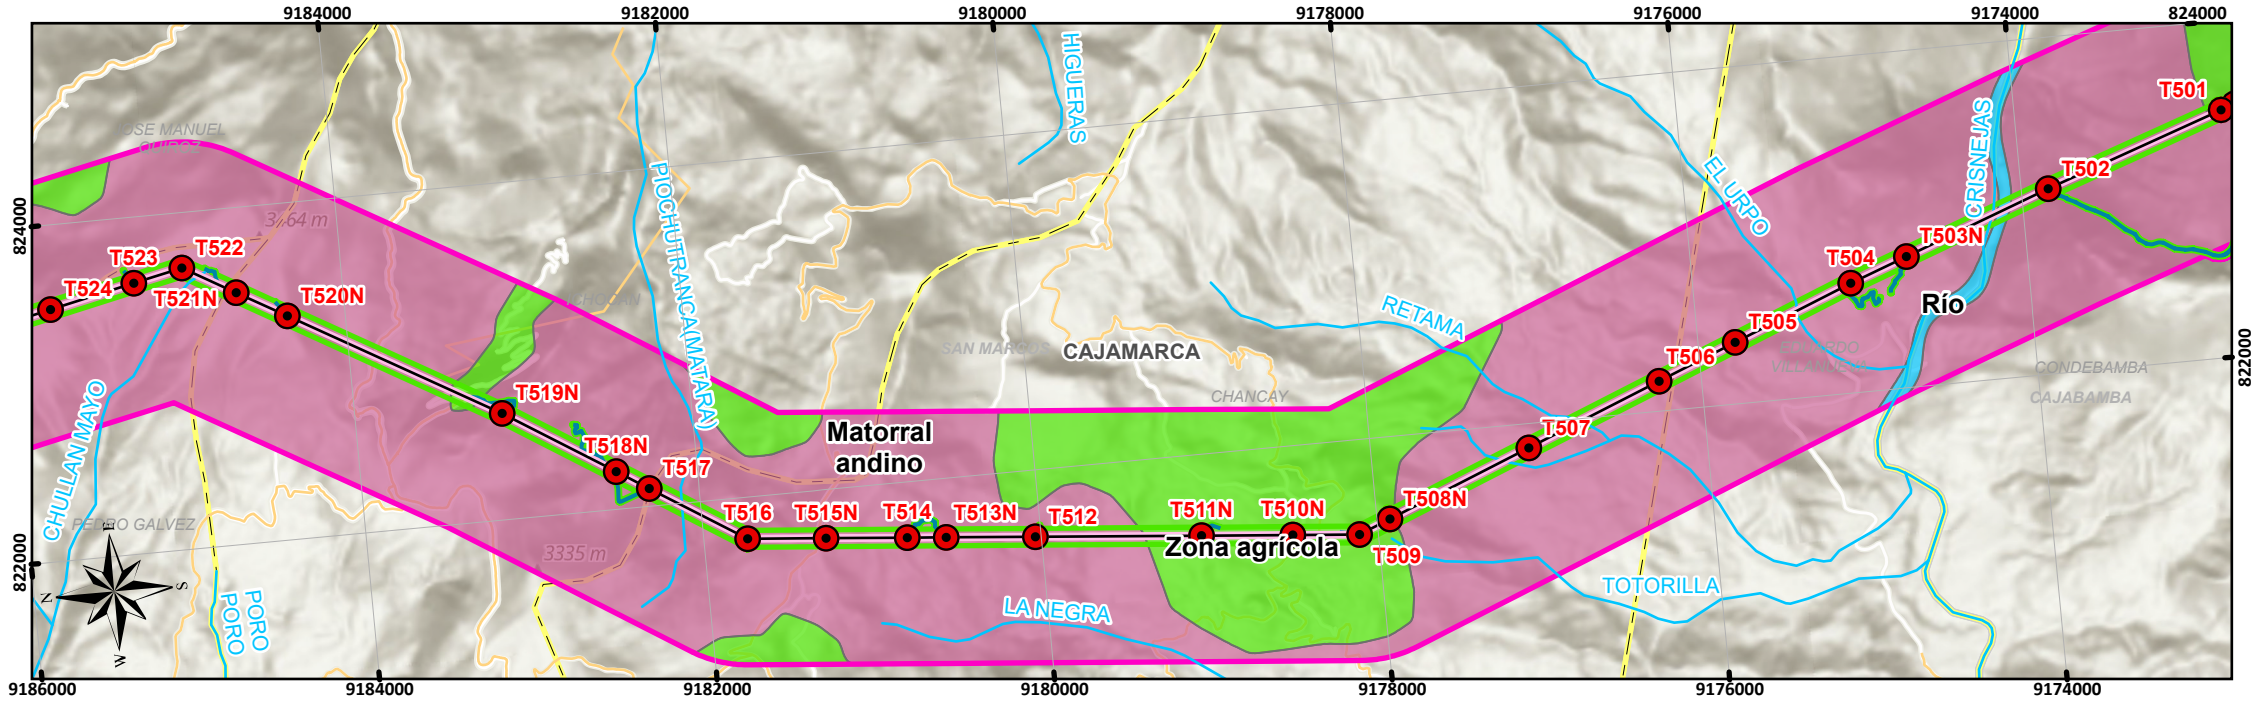 9184000
9182000
9180000
9178000
9176000
9174000
824000
HIGUERAS
T501
JOSE MANUEL
QUIROZ
CRISNEJAS
EL URPO
T502
PIOCHUTRANCA(MATARA)
824000
T522
T523
T524
T521N
T520N
T503N
T504
Río
RETAMA
T505
SAN MARCOS
CAJAMARCA
CHANCAY
T506
822000
CONDEBAMBA
CAJABAMBA
T519N
CHULLAN MAYO
Matorral
andino
T507
T518N
T517
T508N
PEDRO GALVEZ
T516
T515N
T514
T513N
T512
T511N
T510N
Zona agrícola
T509
3335 m
822000
E
N
S
W
PORO
PORO
LA NEGRA
TOTORILLA
9186000
9184000
9182000
9180000
9178000
9176000
9174000